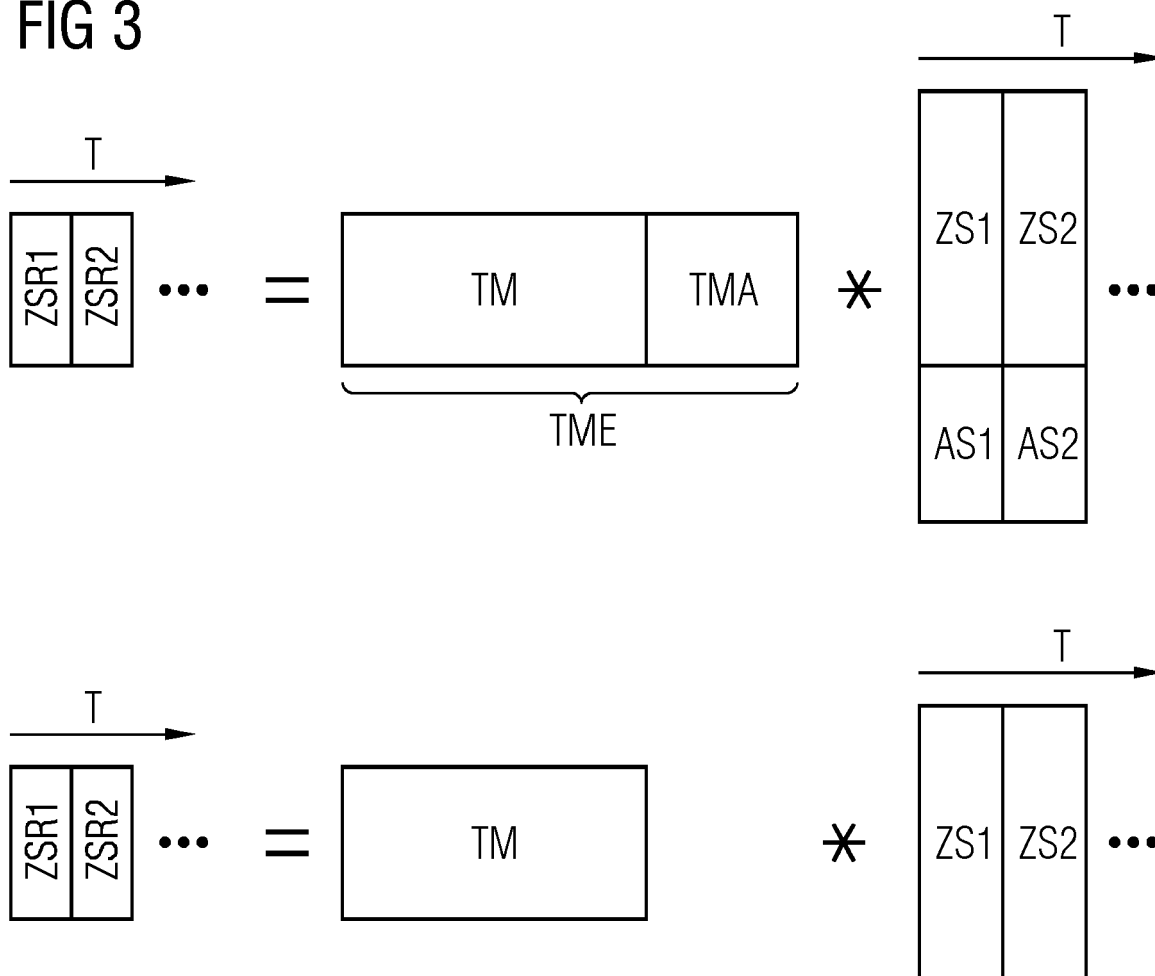 FIG 3
T
T
ZSR1 ZSR2 ••• = TM TMA * ZS1 ZS2 •••
TME
AS1 AS2
T
T
ZSR1 ZSR2 ••• = TM * ZS1 ZS2 •••